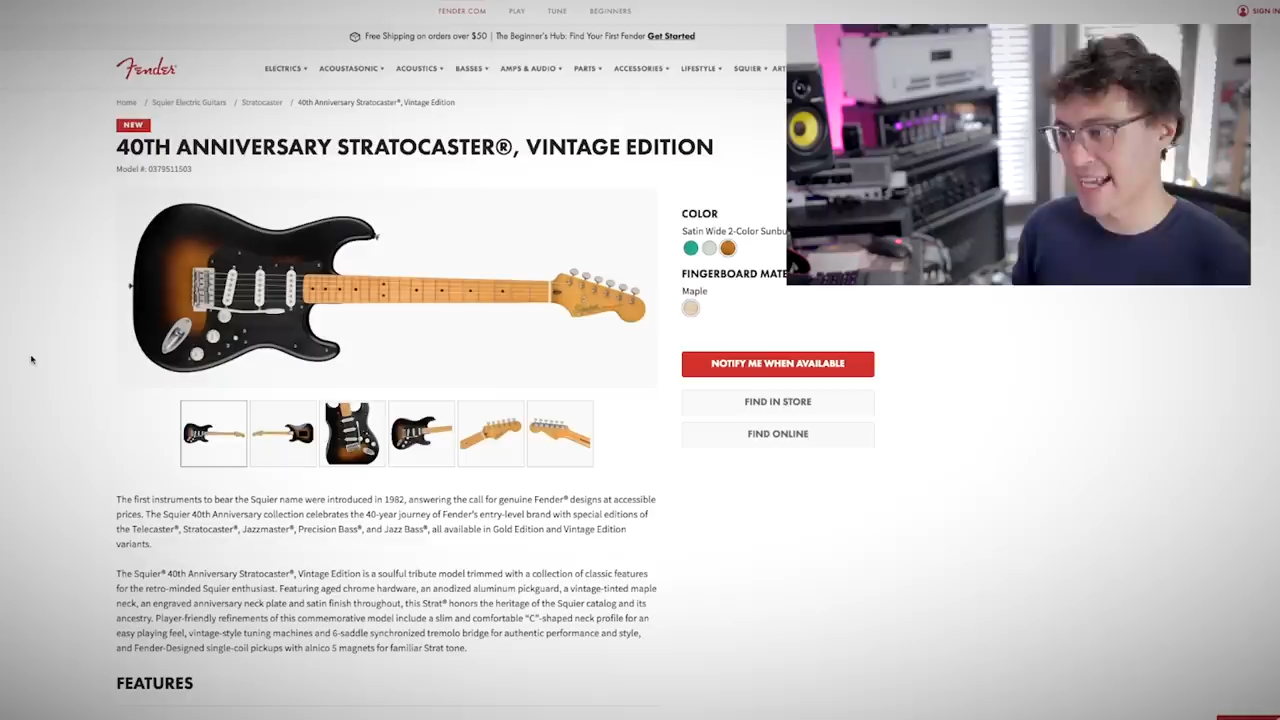 FENDER.COM PLAY TUNE BEGINNERS SIGN IN
Free Shipping on orders over $50 | The Beginner's Hub: Find Your First Fender Get Started
Fender
ELECTRICS ACOUSTASONIC ACOUSTICS BASSES AMPS & AUDIO PARTS ACCESSORIES LIFESTYLE SQUIER ART
Home / Squier Electric Guitars / Stratocaster / 40th Anniversary Stratocaster®, Vintage Edition
NEW
40TH ANNIVERSARY STRATOCASTER®, VINTAGE EDITION
Model #: 0379511503
COLOR
Satin Wide 2-Color Sunbu
FINGERBOARD MATE
Maple
NOTIFY ME WHEN AVAILABLE
FIND IN STORE
FIND ONLINE
The first instruments to bear the Squier name were introduced in 1982, answering the call for genuine Fender® designs at accessible
prices. The Squier 40th Anniversary collection celebrates the 40-year journey of Fender's entry-level brand with special editions of
the Telecaster®, Stratocaster®, Jazzmaster®, Precision Bass®, and Jazz Bass®, all available in Gold Edition and Vintage Edition
variants.
The Squier® 40th Anniversary Stratocaster®, Vintage Edition is a soulful tribute model trimmed with a collection of classic features
for the retro-minded Squier enthusiast. Featuring aged chrome hardware, an anodized aluminum pickguard, a vintage-tinted maple
neck, an engraved anniversary neck plate and satin finish throughout, this Strat® honors the heritage of the Squier catalog and its
ancestry. Player-friendly refinements of this commemorative model include a slim and comfortable "C"-shaped neck profile for an
easy playing feel, vintage-style tuning machines and 6-saddle synchronized tremolo bridge for authentic performance and style,
and Fender-Designed single-coil pickups with alnico 5 magnets for familiar Strat tone.
FEATURES